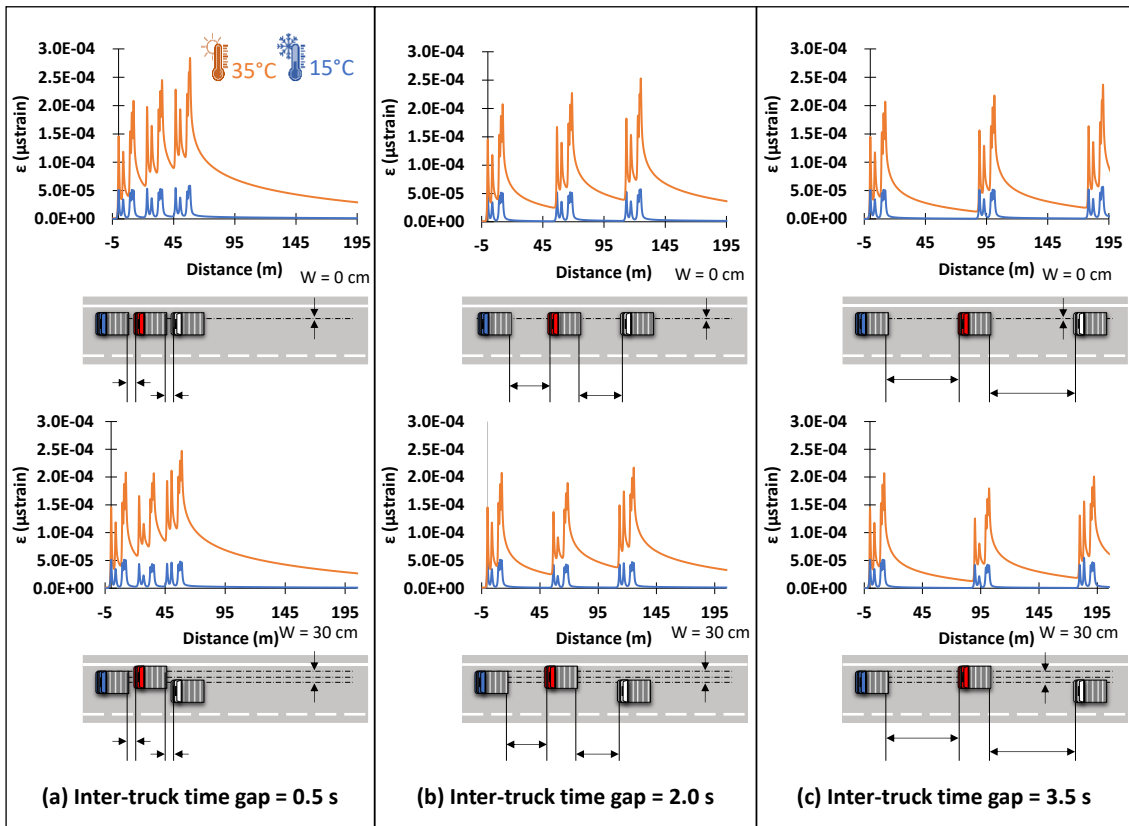 3.0E-04
2.5E-04
2.0E-04
1.5E-04
1.0E-04
5.0E-05
0.0E+00
ε (μstrain)
35°C
15°C
-5 45 95 145 195
Distance (m)
W = 0 cm
3.0E-04
2.5E-04
2.0E-04
1.5E-04
1.0E-04
5.0E-05
0.0E+00
ε (μstrain)
-5 45 95 145 195
Distance (m)
W = 30 cm
(a) Inter-truck time gap = 0.5 s
3.0E-04
2.5E-04
2.0E-04
1.5E-04
1.0E-04
5.0E-05
0.0E+00
ε (μstrain)
-5 45 95 145 195
Distance (m)
W = 0 cm
3.0E-04
2.5E-04
2.0E-04
1.5E-04
1.0E-04
5.0E-05
0.0E+00
ε (μstrain)
-5 45 95 145 195
Distance (m)
W = 30 cm
(b) Inter-truck time gap = 2.0 s
3.0E-04
2.5E-04
2.0E-04
1.5E-04
1.0E-04
5.0E-05
0.0E+00
ε (μstrain)
-5 45 95 145 195
Distance (m)
W = 0 cm
3.0E-04
2.5E-04
2.0E-04
1.5E-04
1.0E-04
5.0E-05
0.0E+00
ε (μstrain)
-5 45 95 145 195
Distance (m)
W = 30 cm
(c) Inter-truck time gap = 3.5 s